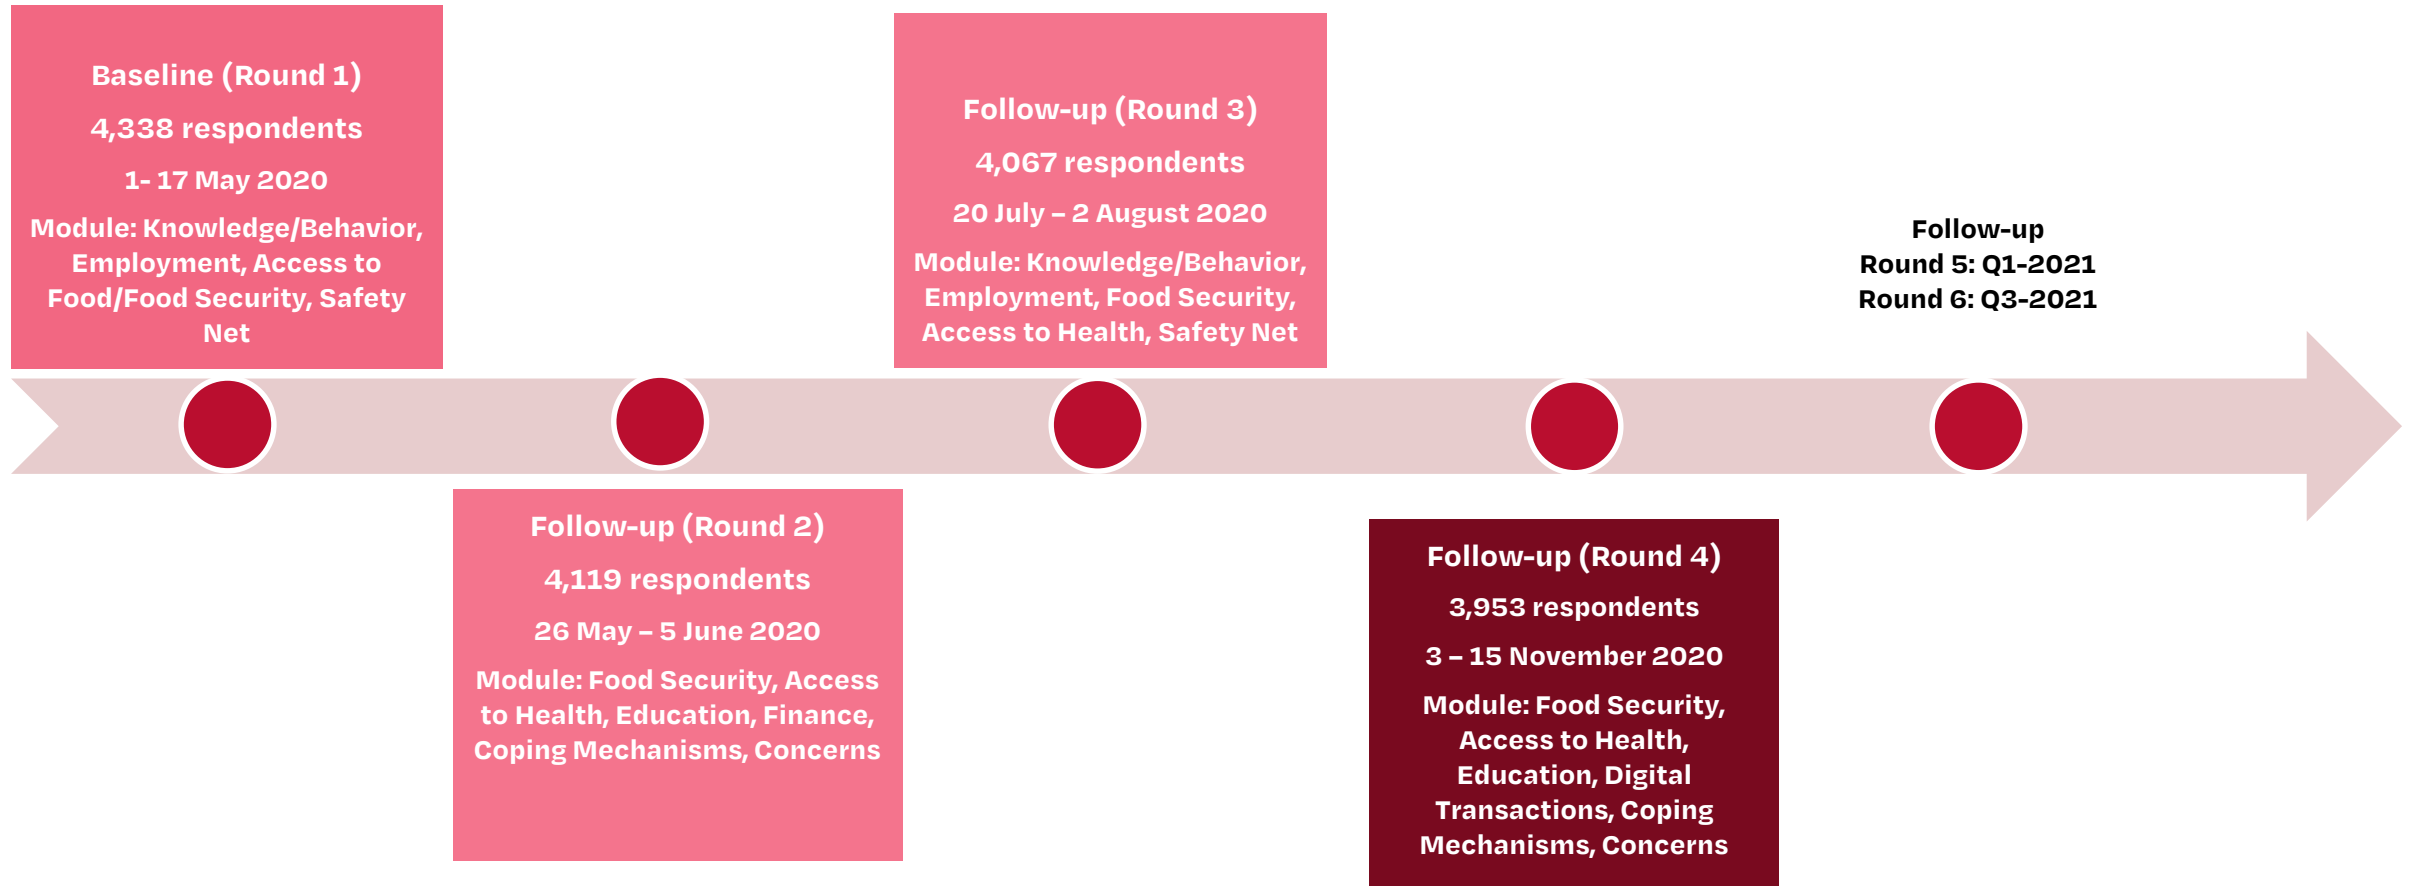 Baseline (Round 1)
4,338 respondents
1- 17 May 2020
Module: Knowledge/Behavior,
Employment, Access to
Food/Food Security, Safety
Net
Follow-up (Round 2)
4,119 respondents
26 May – 5 June 2020
Module: Food Security, Access
to Health, Education, Finance,
Coping Mechanisms, Concerns
Follow-up (Round 3)
4,067 respondents
20 July – 2 August 2020
Module: Knowledge/Behavior,
Employment, Food Security,
Access to Health, Safety Net
Follow-up (Round 4)
3,953 respondents
3 – 15 November 2020
Module: Food Security,
Access to Health,
Education, Digital
Transactions, Coping
Mechanisms, Concerns
Follow-up
Round 5: Q1-2021
Round 6: Q3-2021